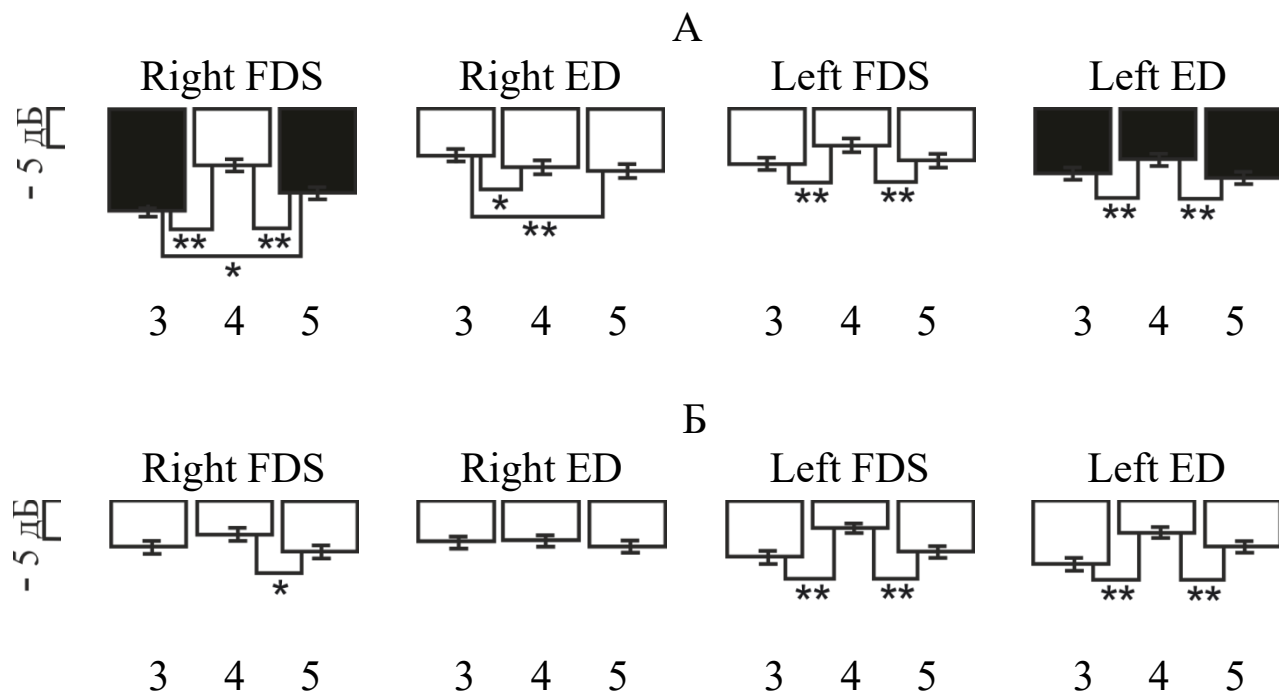 А
Right FDS Right ED Left FDS Left ED
- 5 дБ
* **
** ** ** ** ** **
*
3 4 5 3 4 5 3 4 5 3 4 5
Б
Right FDS Right ED Left FDS Left ED
- 5 дБ
* ** ** ** **
3 4 5 3 4 5 3 4 5 3 4 5